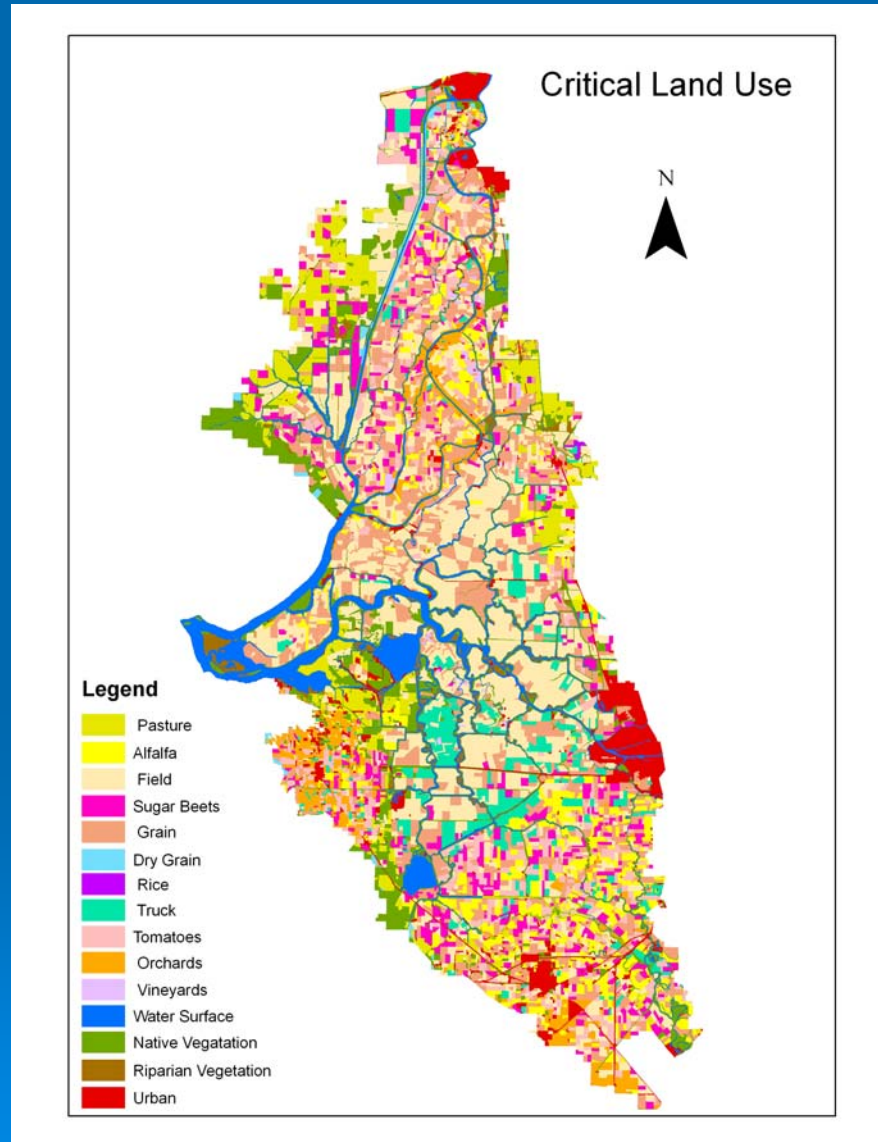 Critical Land Use
N
Legend
Pasture
Alfalfa
Field
Sugar Beets
Grain
Dry Grain
Rice
Truck
Tomatoes
Orchards
Vineyards
Water Surface
Native Vegatation
Riparian Vegetation
Urban